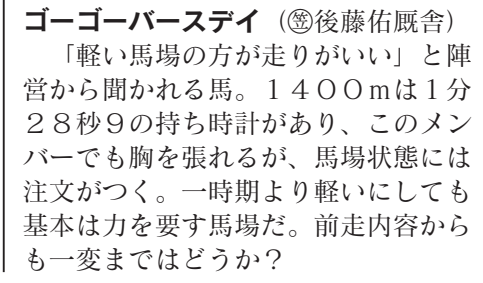 ゴーゴーバースデイ（㊩後藤佑厩舎）
「軽い馬場の方が走りがいい」と陣
営から聞かれる馬。１４００ｍは１分
２８秒９の持ち時計があり、このメン
バーでも胸を張れるが、馬場状態には
注文がつく。一時期より軽いにしても
基本は力を要す馬場だ。前走内容から
も一変まではどうか？